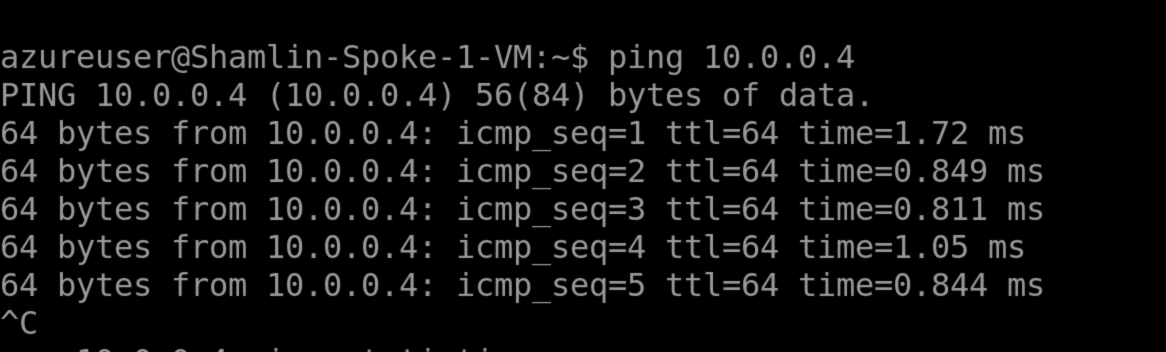 azureuser@Shamlin-Spoke-1-VM:~$ ping 10.0.0.4
PING 10.0.0.4 (10.0.0.4) 56(84) bytes of data.
64 bytes from 10.0.0.4: icmp_seq=1 ttl=64 time=1.72 ms
64 bytes from 10.0.0.4: icmp_seq=2 ttl=64 time=0.849 ms
64 bytes from 10.0.0.4: icmp_seq=3 ttl=64 time=0.811 ms
64 bytes from 10.0.0.4: icmp_seq=4 ttl=64 time=1.05 ms
64 bytes from 10.0.0.4: icmp_seq=5 ttl=64 time=0.844 ms
^C